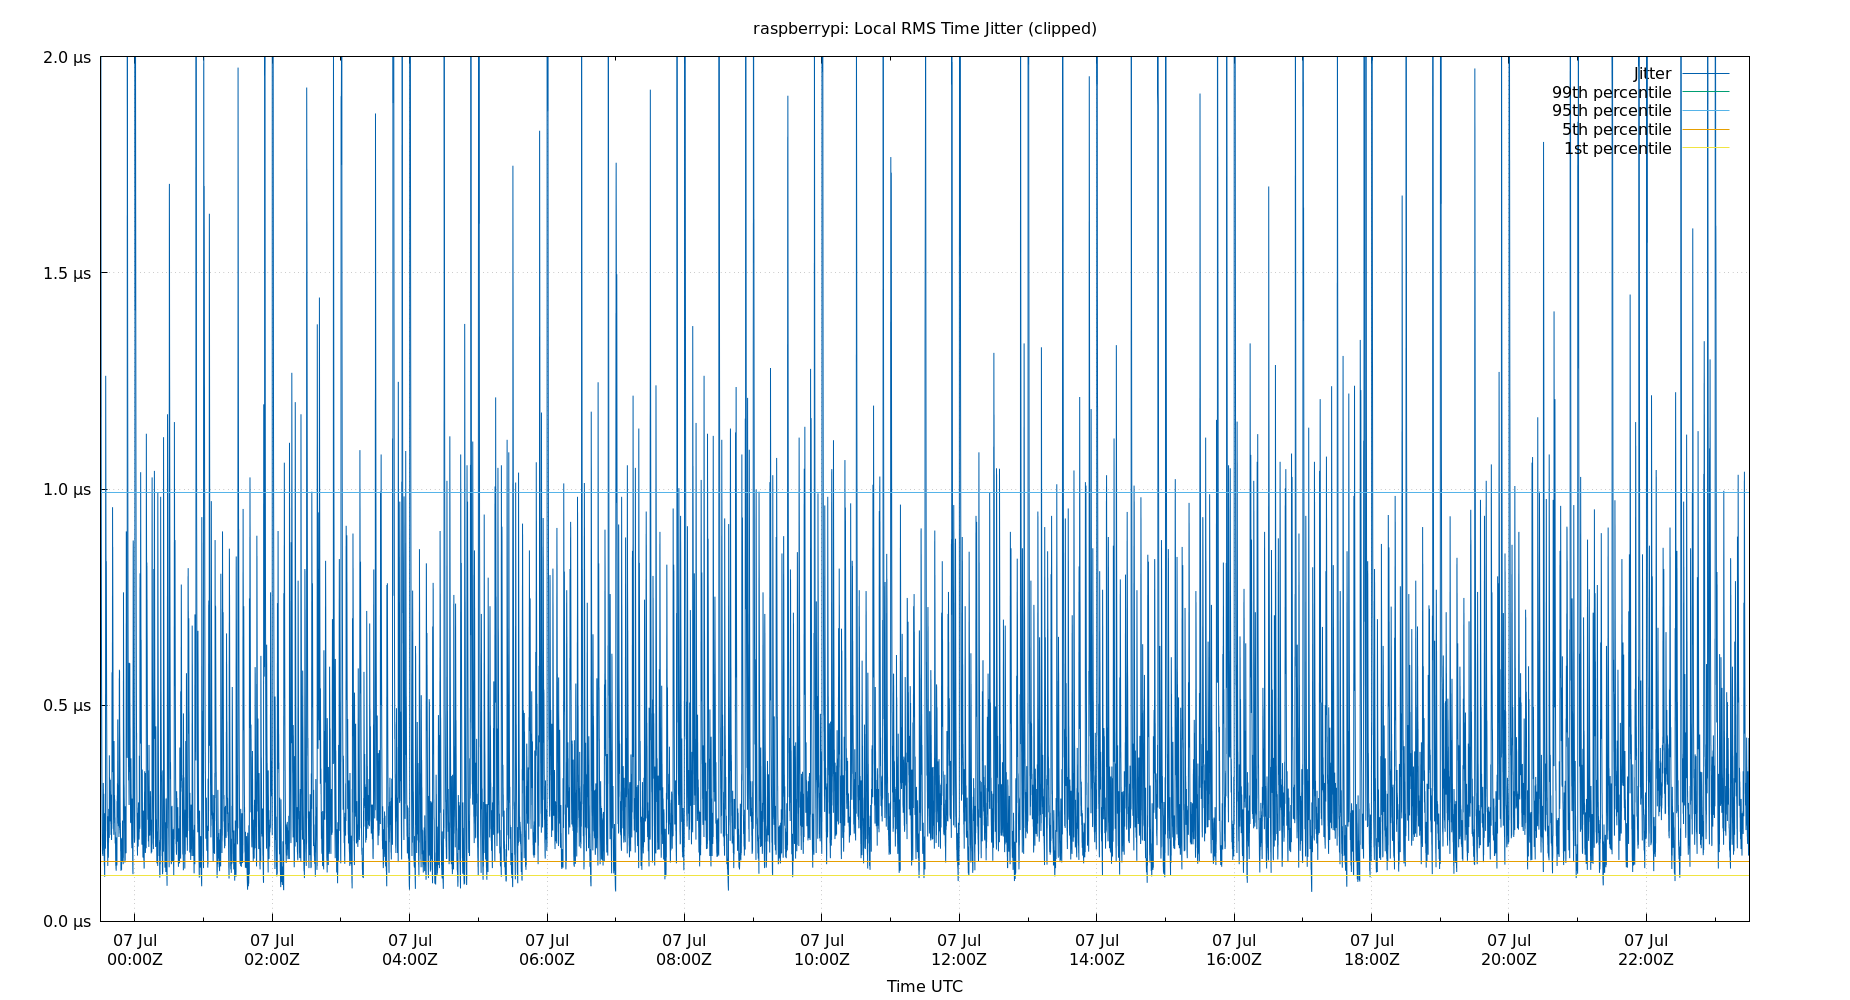 raspberrypi: Local RMS Time Jitter (clipped)
2.0 µs
1.5 µs
1.0 µs
0.5 µs
0.0 µs
Jitter
99th percentile
95th percentile
5th percentile
1st percentile
07 Jul 07 Jul 07 Jul 07 Jul 07 Jul 07 Jul 07 Jul 07 Jul 07 Jul 07 Jul 07 Jul 07 Jul
00:00Z 02:00Z 04:00Z 06:00Z 08:00Z 10:00Z 12:00Z 14:00Z 16:00Z 18:00Z 20:00Z 22:00Z
Time UTC